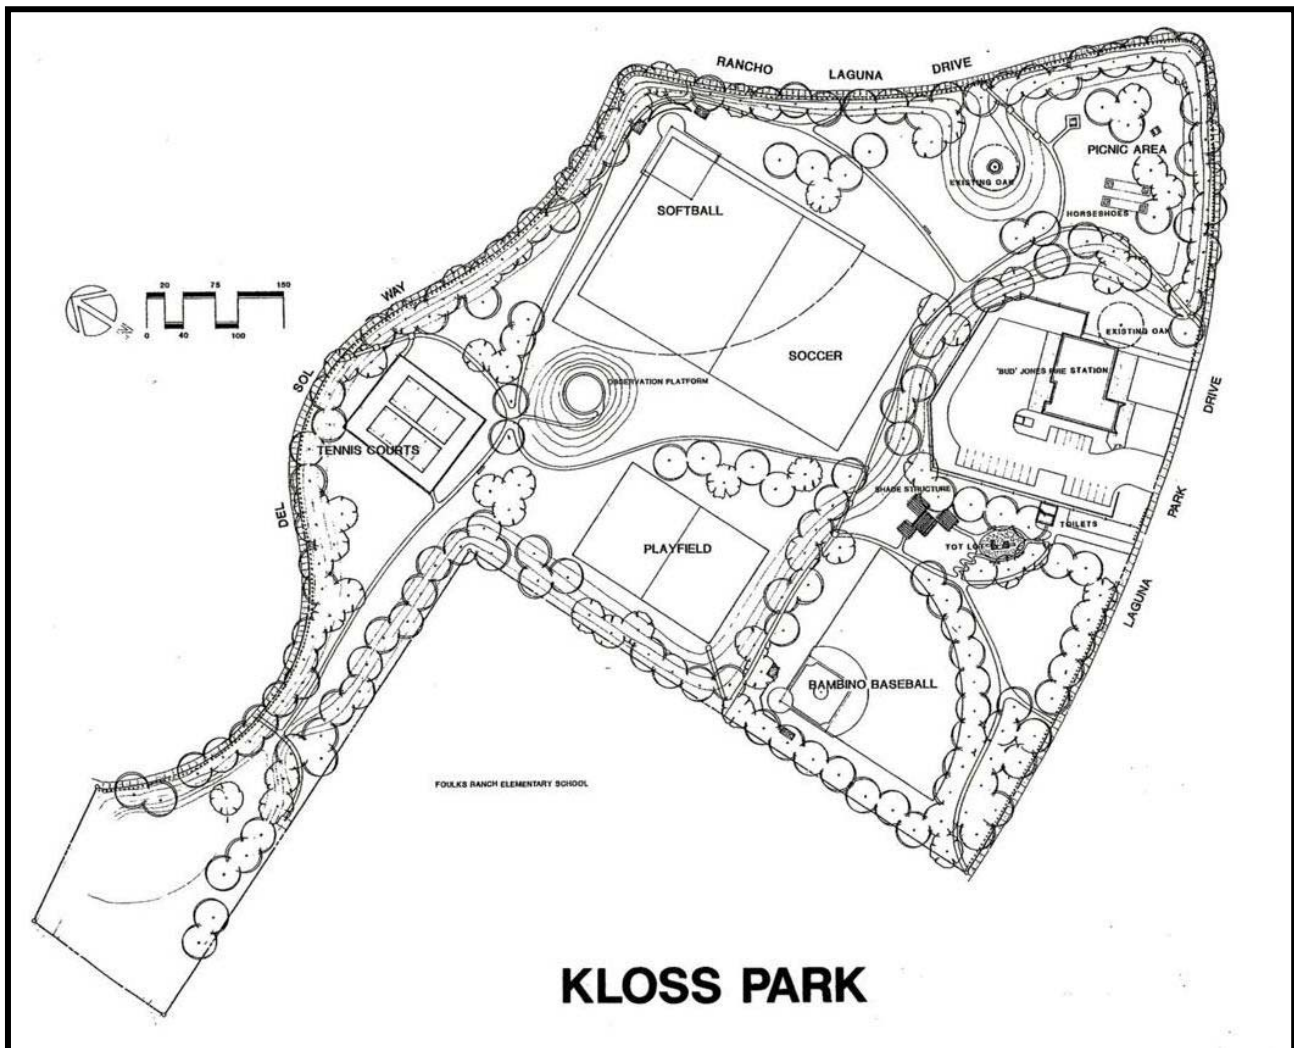 RANCHO LAGUNA DRIVE
PICNIC AREA
EXISTING OAK
HORSESHOES
SOFTBALL
20 75 150
0 40 100
DEL SOL WAY
EXISTING OAK
SOCCER
'BUD' JONES FIRE STATION
OBSERVATION PLATFORM
LAGUNA PARK DRIVE
TENNIS COURTS
SHADE STRUCTURE
TOILETS
TOT LOT
PLAYFIELD
BAMBINO BASEBALL
FOULKS RANCH ELEMENTARY SCHOOL
KLOSS PARK